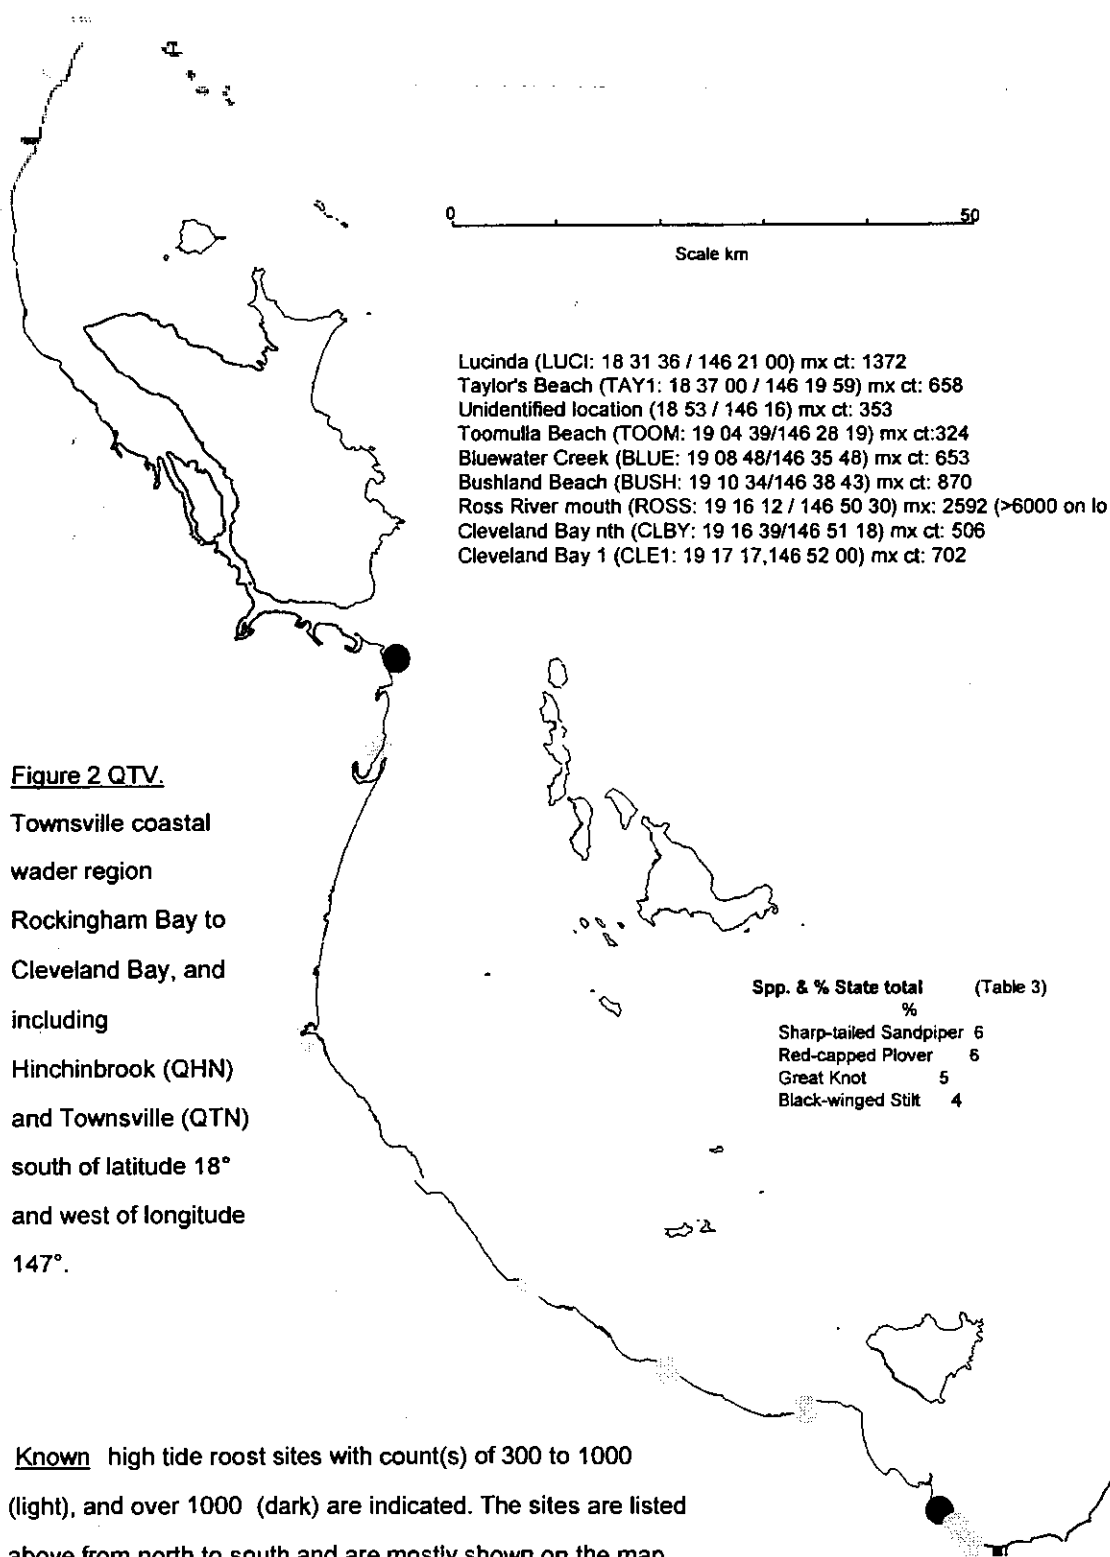 0 50
Scale km
Lucinda (LUCI: 18 31 36 / 146 21 00) mx ct: 1372
Taylor's Beach (TAY1: 18 37 00 / 146 19 59) mx ct: 658
Unidentified location (18 53 / 146 16) mx ct: 353
Toomulla Beach (TOOM: 19 04 39/146 28 19) mx ct:324
Bluewater Creek (BLUE: 19 08 48/146 35 48) mx ct: 653
Bushland Beach (BUSH: 19 10 34/146 38 43) mx ct: 870
Ross River mouth (ROSS: 19 16 12 / 146 50 30) mx: 2592 (>6000 on lo
Cleveland Bay nth (CLBY: 19 16 39/146 51 18) mx ct: 506
Cleveland Bay 1 (CLE1: 19 17 17,146 52 00) mx ct: 702
Figure 2 QTV.
Townsville coastal
wader region
Rockingham Bay to
Cleveland Bay, and
including
Hinchinbrook (QHN)
and Townsville (QTN)
south of latitude 18°
and west of longitude
147°.
Spp. & % State total (Table 3)
%
Sharp-tailed Sandpiper 6
Red-capped Plover 6
Great Knot 5
Black-winged Stilt 4
Known high tide roost sites with count(s) of 300 to 1000
(light), and over 1000 (dark) are indicated. The sites are listed
above from north to south and are mostly shown on the map